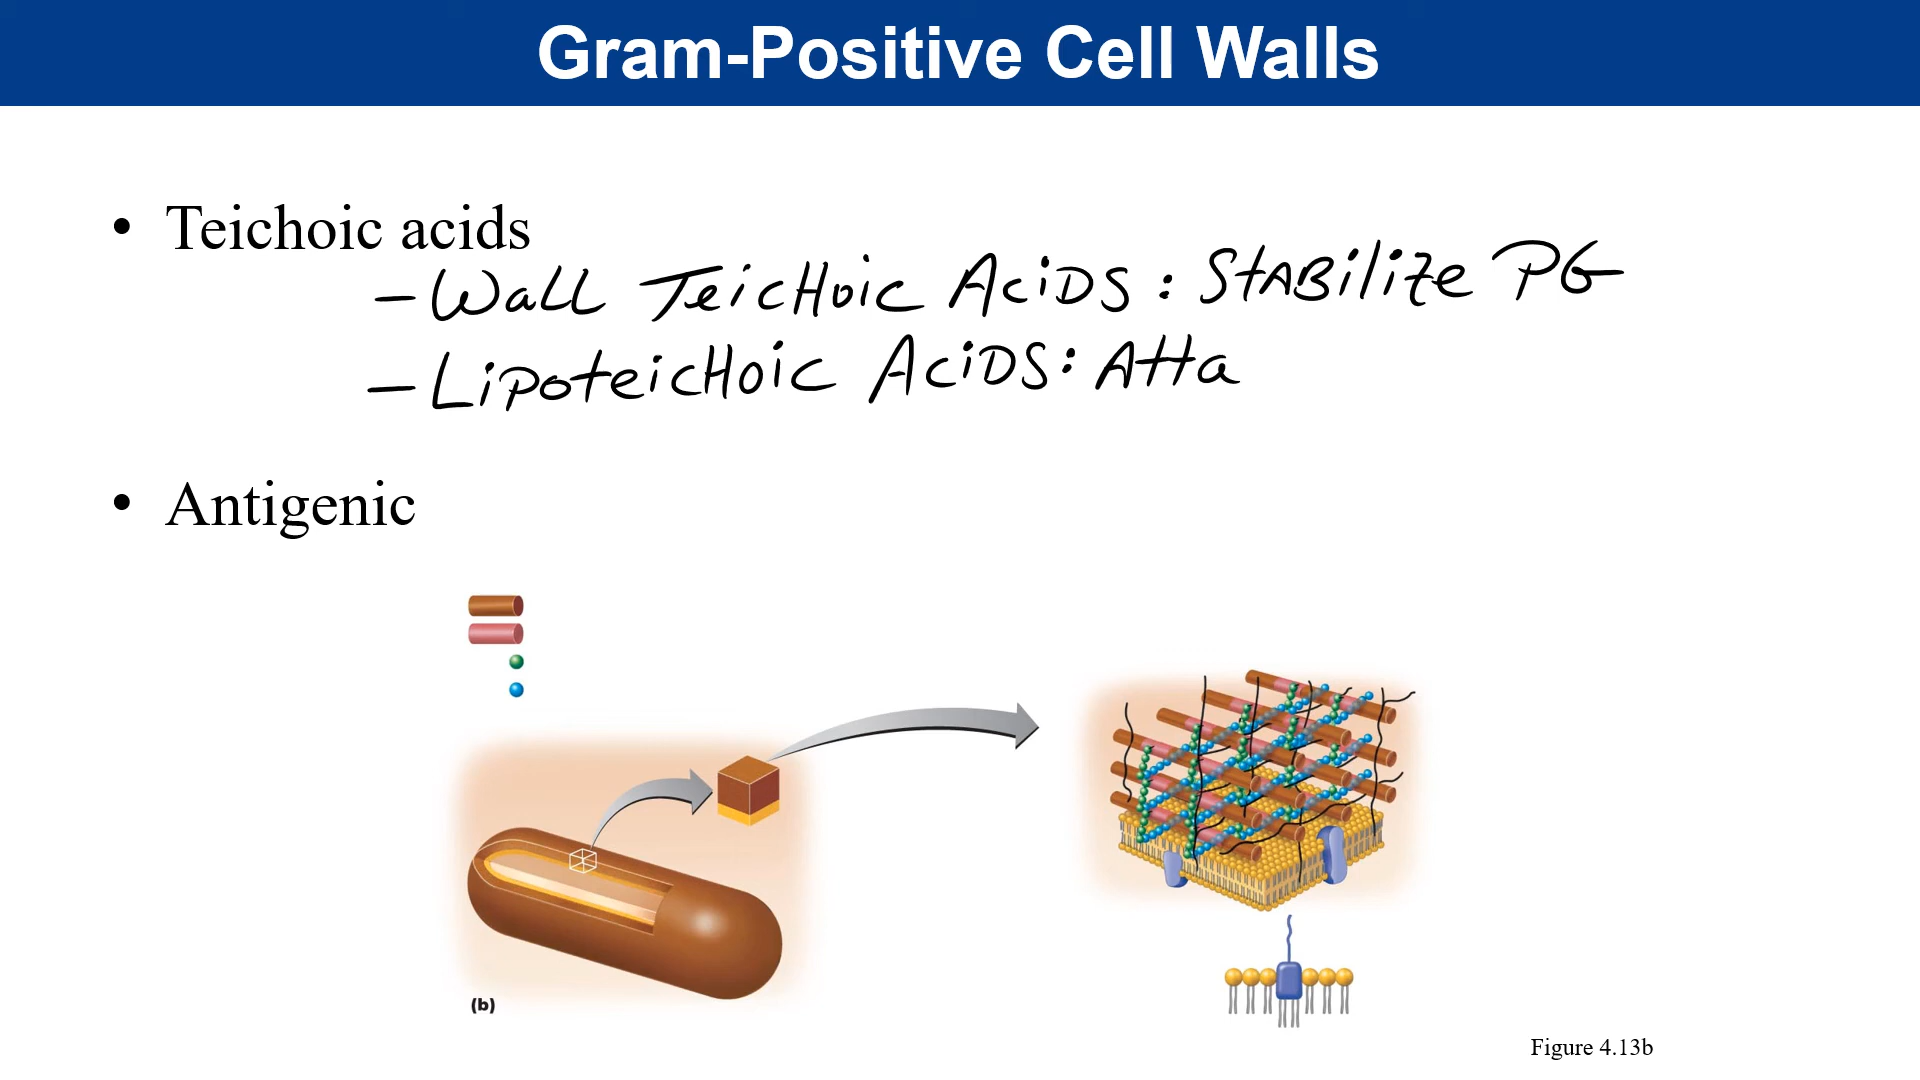 Gram-Positive Cell Walls
• Teichoic acids
– Wall Teichoic Acids : Stabilize PG
– Lipoteichoic Acids: Atta
• Antigenic
(b)
Figure 4.13b